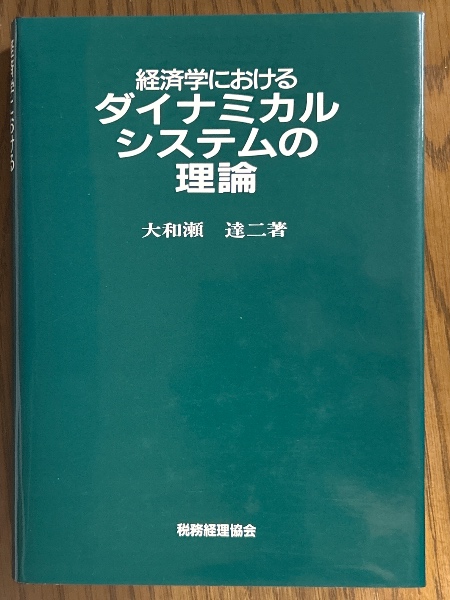 経済学における
ダイナミカル
システムの
理論
大和瀬 達二著
税務経理協会